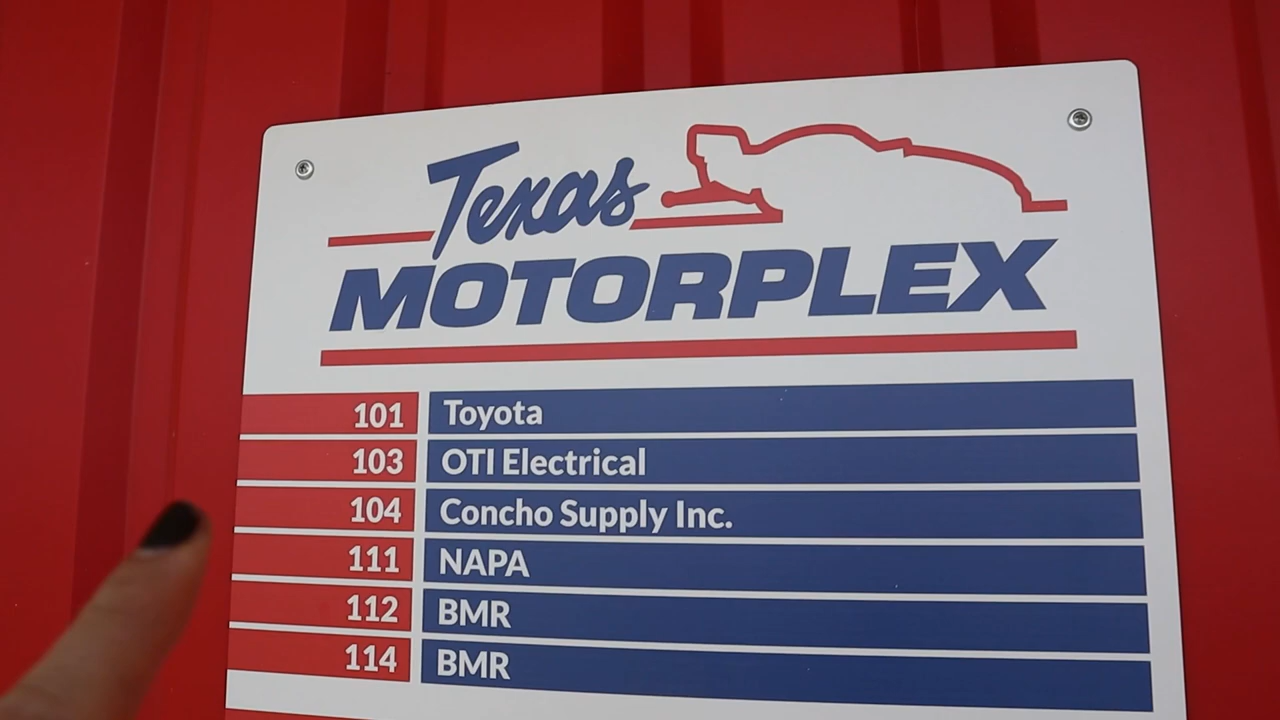 Texas
MOTORPLEX
101 Toyota
103 OTI Electrical
104 Concho Supply Inc.
111 NAPA
112 BMR
114 BMR